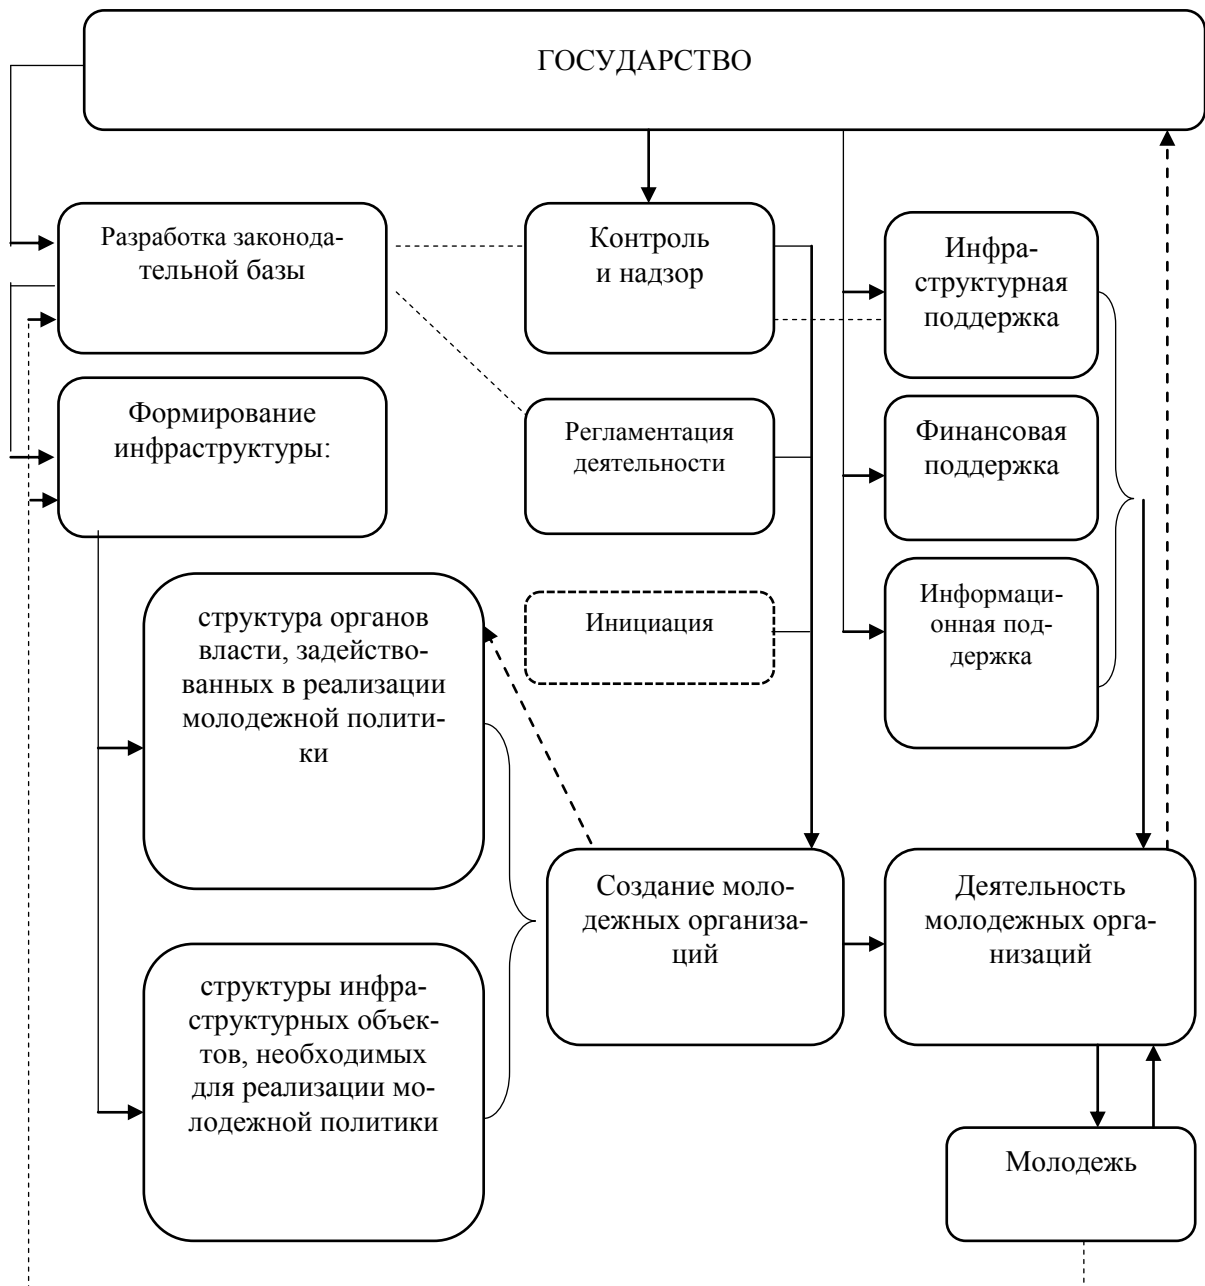 ГОСУДАРСТВО
Разработка законода-
тельной базы
Контроль
и надзор
Инфра-
структурная
поддержка
Формирование
инфраструктуры:
Регламентация
деятельности
Финансовая
поддержка
структура органов
власти, задейство-
ванных в реализации
молодежной полити-
ки
Инициация
Информаци-
онная под-
держка
Создание моло-
дежных организа-
ций
Деятельность
молодежных орга-
низаций
структуры инфра-
структурных объек-
тов, необходимых
для реализации мо-
лодежной политики
Молодежь